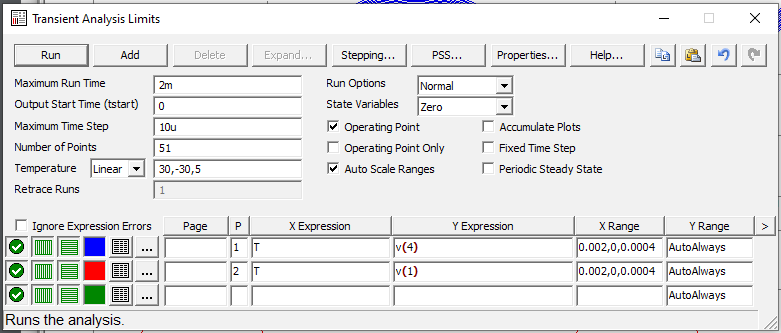 Transient Analysis Limits
Run Add Delete Expand... Stepping... PSS... Properties... Help...
Maximum Run Time 2m Run Options Normal
Output Start Time (tstart) 0 State Variables Zero
Maximum Time Step 10u Operating Point Accumulate Plots
Number of Points 51 Operating Point Only Fixed Time Step
Temperature Linear 30,-30,5 Auto Scale Ranges Periodic Steady State
Retrace Runs 1
Ignore Expression Errors Page P X Expression Y Expression X Range Y Range >
... 1 T v(4) 0.002,0,0.0004 AutoAlways
... 2 T v(1) 0.002,0,0.0004 AutoAlways
... AutoAlways
Runs the analysis.